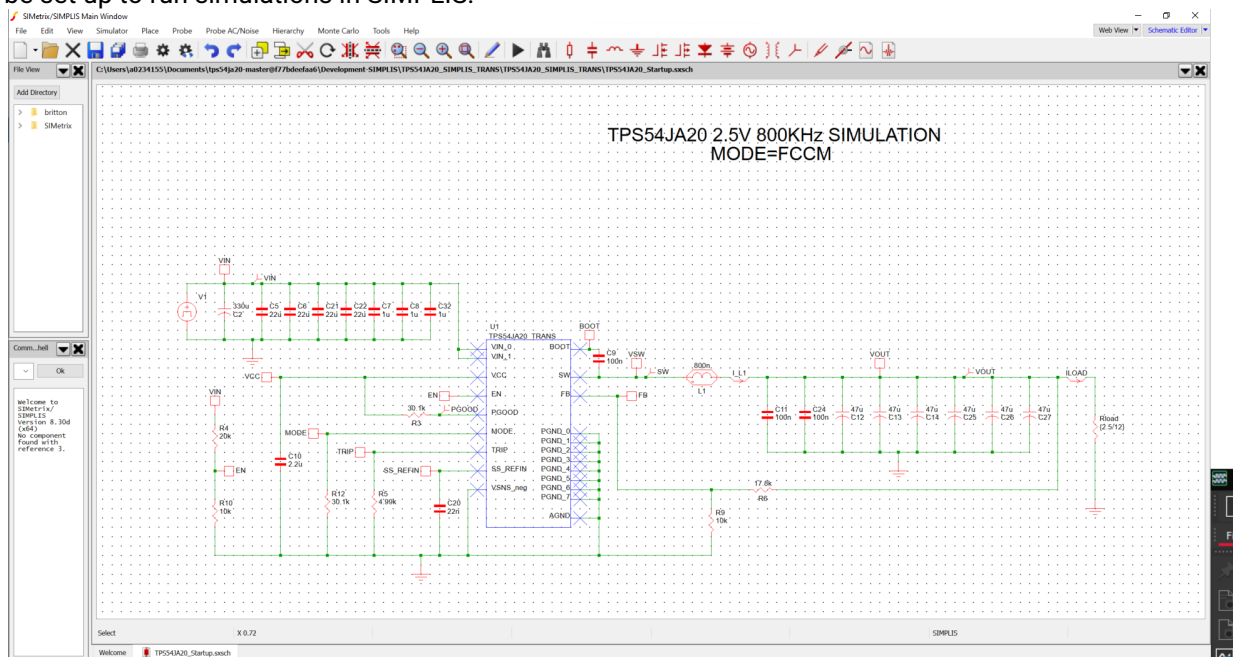 be set up to run simulations in SIMPLIS.
SIMetrix/SIMPLIS Main Window
File Edit View Simulator Place Probe Probe AC/Noise Hierarchy Monte Carlo Tools Help
Web View Schematic Editor
File View
C:\Users\a0234155\Documents\tps54ja20-master@f77bdeefaa6\Development-SIMPLIS\TPS54JA20_SIMPLIS_TRANS\TPS54JA20_SIMPLIS_TRANS\TPS54JA20_Startup.sxsch
Add Directory
britton
SIMetrix
Comm...hell
Ok
Welcome to
SIMetrix/
SIMPLIS
Version 8.30d
(x64)
No component
found with
reference 3.
TPS54JA20 2.5V 800KHz SIMULATION
MODE=FCCM
VIN
VIN
V1
330u
C2
C5
22u
C6
22u
C21
22u
C22
22u
C7
1u
C8
1u
C32
1u
U1
TPS54JA20_TRANS
VIN_0
VIN_1
VCC
EN
PGOOD
MODE
TRIP
SS_REFIN
VSNS_neg
BOOT
SW
FB
PGND_0
PGND_1
PGND_2
PGND_3
PGND_4
PGND_5
PGND_6
PGND_7
AGND
BOOT
C9
100n
VSW
SW
FB
800n
L1
I_L1
VOUT
VOUT
ILOAD
C11
100n
C24
100n
47u
C12
47u
C13
47u
C14
47u
C25
47u
C26
47u
C27
Rload
{2.5/12}
VCC
EN
30.1k
R3
PGOOD
MODE
TRIP
SS_REFIN
VIN
R4
20k
EN
R10
10k
C10
2.2u
R12
30.1k
R5
4.99k
C20
22n
17.8k
R6
R9
10k
Select X 0.72 SIMPLIS
Welcome TPS54JA20_Startup.sxsch